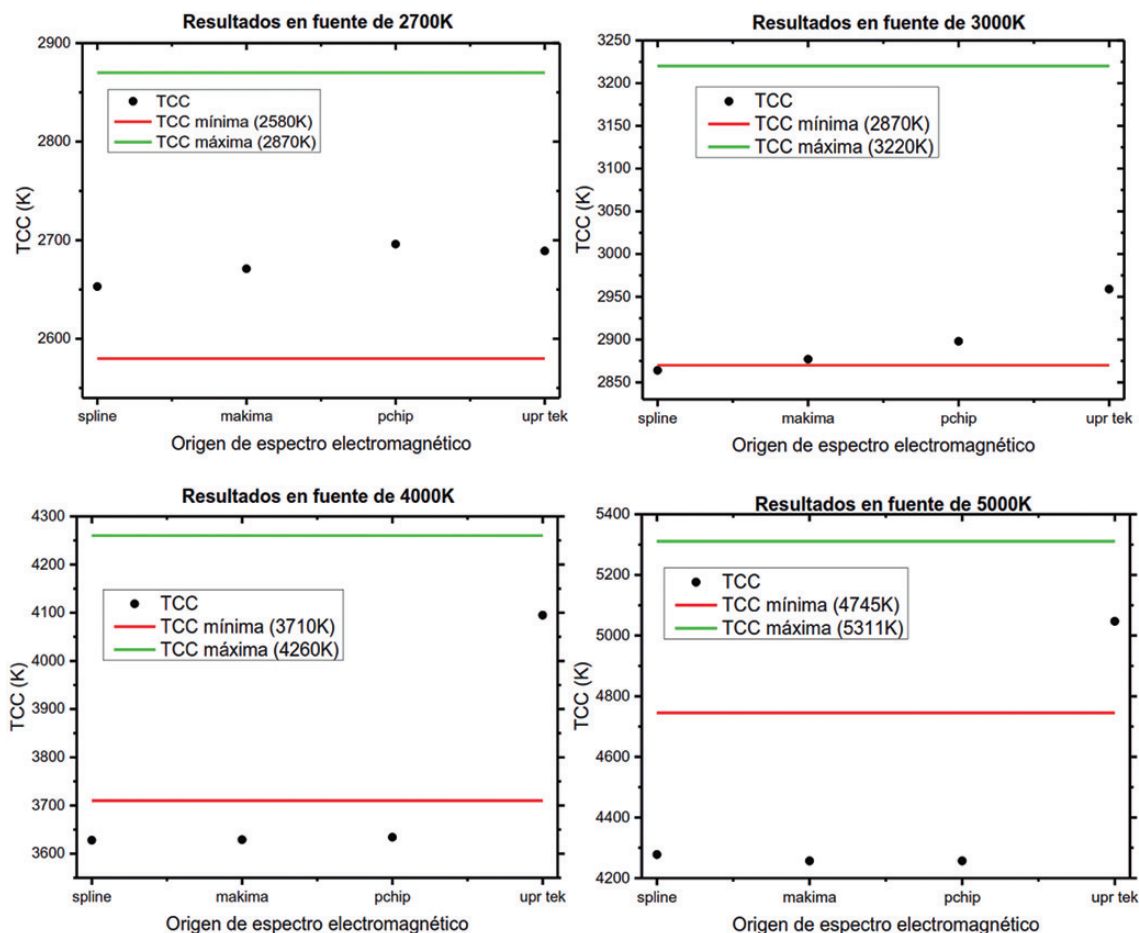 Resultados en fuente de 2700K
2900
2800
2700
2600
TCC (K)
TCC
TCC mínima (2580K)
TCC máxima (2870K)
spline makima pchip upr tek
Origen de espectro electromagnético
Resultados en fuente de 3000K
3250
3200
3150
3100
3050
3000
2950
2900
2850
TCC (K)
TCC
TCC mínima (2870K)
TCC máxima (3220K)
spline makima pchip upr tek
Origen de espectro electromagnético
Resultados en fuente de 4000K
4300
4200
4100
4000
3900
3800
3700
3600
TCC (K)
TCC
TCC mínima (3710K)
TCC máxima (4260K)
spline makima pchip upr tek
Origen de espectro electromagnético
Resultados en fuente de 5000K
5400
5200
5000
4800
4600
4400
4200
TCC (K)
TCC
TCC mínima (4745K)
TCC máxima (5311K)
spline makima pchip upr tek
Origen de espectro electromagnético